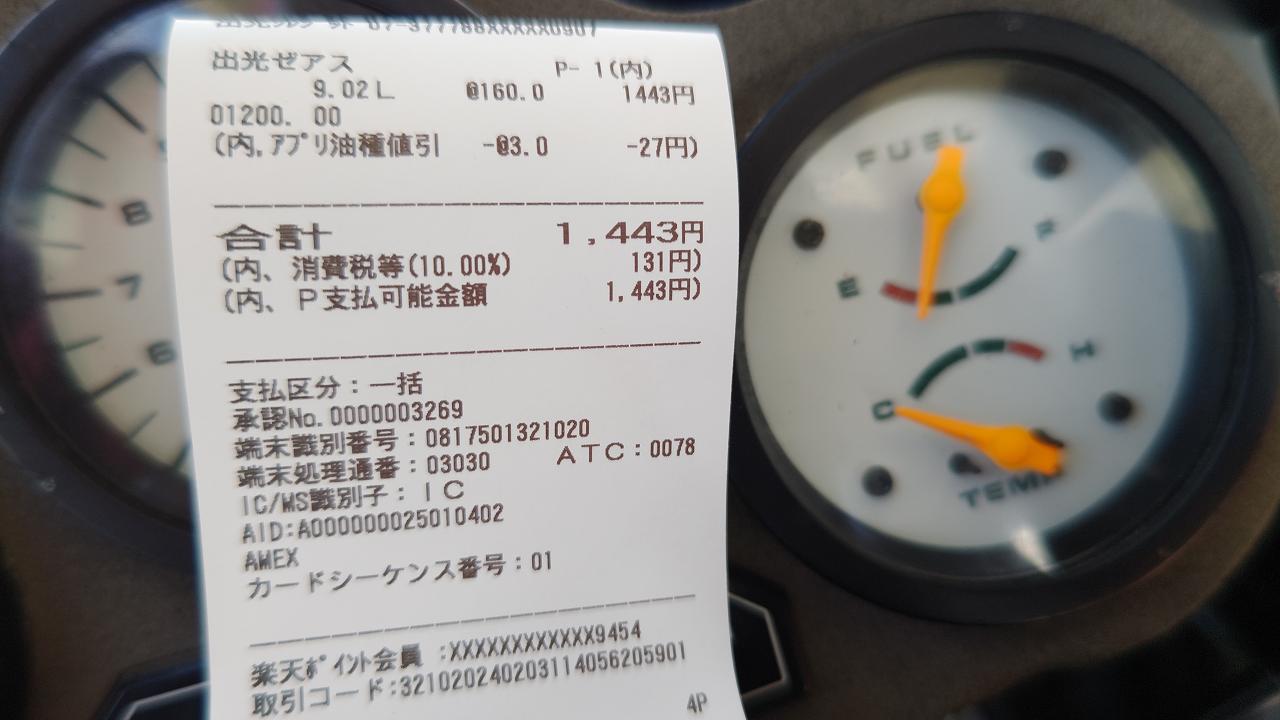 出光ゼアス P- 1(内)
9.02L @160.0 1443円
01200. 00
(内,アプリ油種値引 -@3.0 -27円)
合計 1,443円
(内、消費税等(10.00%) 131円)
(内、P支払可能金額 1,443円)
支払区分:一括
承認No.0000003269
端末識別番号:0817501321020
端末処理通番:03030 ATC:0078
IC/MS識別子:IC
AID:A000000025010402
AMEX
カードシーケンス番号:01
楽天ポイント会員 :XXXXXXXXXXXX9454
取引コード:321020240203114056205901
4P
8
7
6
FUEL
E F
C H
TEMP